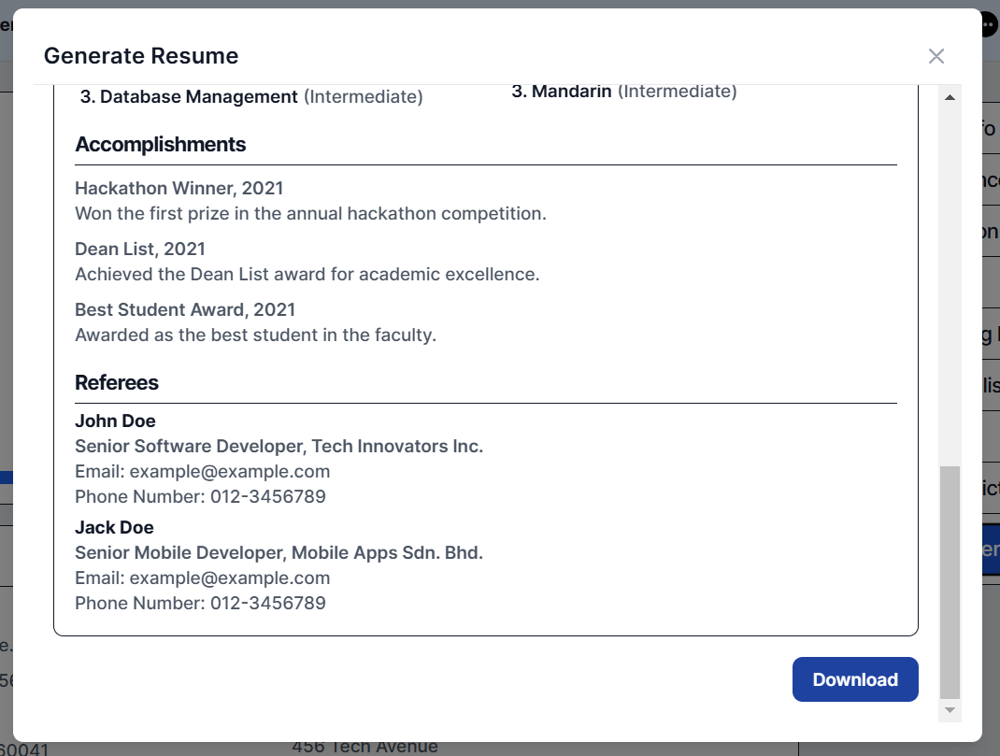 Generate Resume
3. Database Management (Intermediate)
3. Mandarin (Intermediate)
Accomplishments
Hackathon Winner, 2021
Won the first prize in the annual hackathon competition.
Dean List, 2021
Achieved the Dean List award for academic excellence.
Best Student Award, 2021
Awarded as the best student in the faculty.
Referees
John Doe
Senior Software Developer, Tech Innovators Inc.
Email: example@example.com
Phone Number: 012-3456789
Jack Doe
Senior Mobile Developer, Mobile Apps Sdn. Bhd.
Email: example@example.com
Phone Number: 012-3456789
Download
60041
456 Tech Avenue